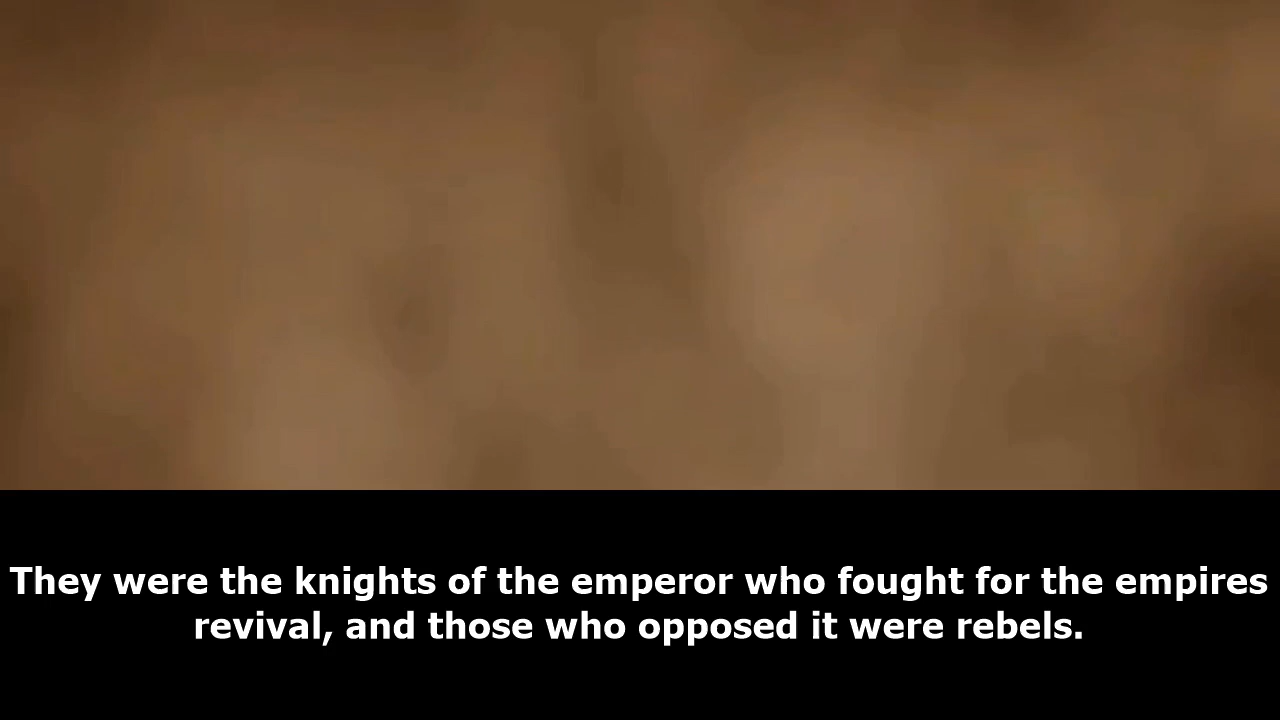 They were the knights of the emperor who fought for the empires
revival, and those who opposed it were rebels.